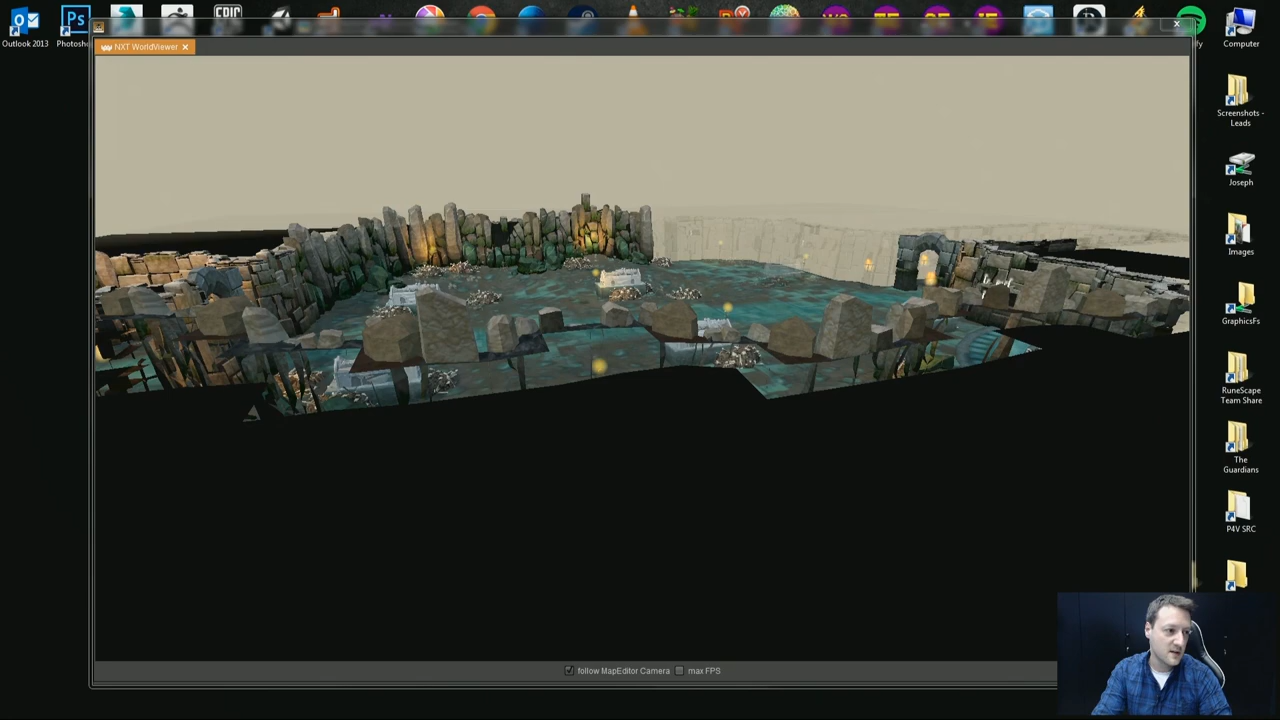 EPIC
Outlook 2013
Photosh
Computer
NXT WorldViewer
Screenshots -
Leads
Joseph
Images
GraphicsFs
RuneScape
Team Share
The
Guardians
P4V SRC
follow MapEditor Camera
max FPS